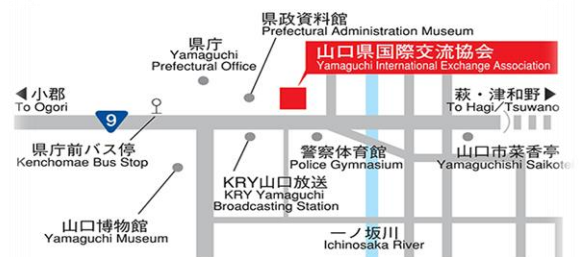 県政資料館
Prefectural Administration Museum
県庁
Yamaguchi
Prefectural Office
山口県国際交流協会
Yamaguchi International Exchange Association
小郡
To Ogori
萩・津和野
To Hagi/Tsuwano
9
県庁前バス停
Kenchomae Bus Stop
警察体育館
Police Gymnasium
山口市菜香亭
Yamaguchishi Saikote
KRY山口放送
KRY Yamaguchi
Broadcasting Station
山口博物館
Yamaguchi Museum
一ノ坂川
Ichinosaka River